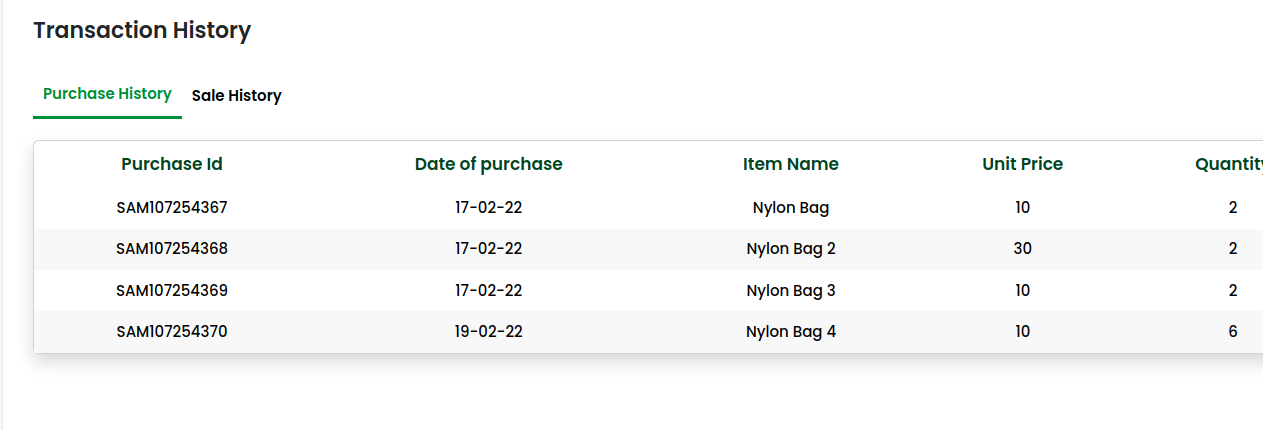 Transaction History
Purchase History Sale History
Purchase Id Date of purchase Item Name Unit Price Quantity
SAM107254367 17-02-22 Nylon Bag 10 2
SAM107254368 17-02-22 Nylon Bag 2 30 2
SAM107254369 17-02-22 Nylon Bag 3 10 2
SAM107254370 19-02-22 Nylon Bag 4 10 6